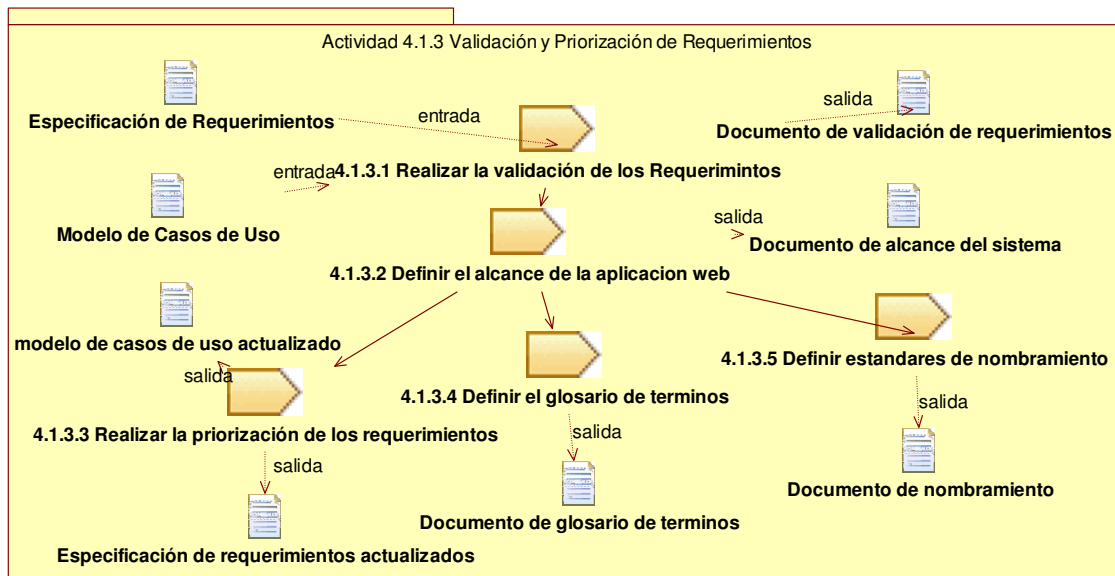 Actividad 4.1.3 Validación y Priorización de Requerimientos
Especificación de Requerimientos
entrada
salida
Documento de validación de requerimientos
entrada
4.1.3.1 Realizar la validación de los Requerimintos
Modelo de Casos de Uso
salida
Documento de alcance del sistema
4.1.3.2 Definir el alcance de la aplicacion web
modelo de casos de uso actualizado
salida
4.1.3.5 Definir estandares de nombramiento
4.1.3.4 Definir el glosario de terminos
4.1.3.3 Realizar la priorización de los requerimientos
salida
salida
salida
Documento de nombramiento
Documento de glosario de terminos
Especificación de requerimientos actualizados